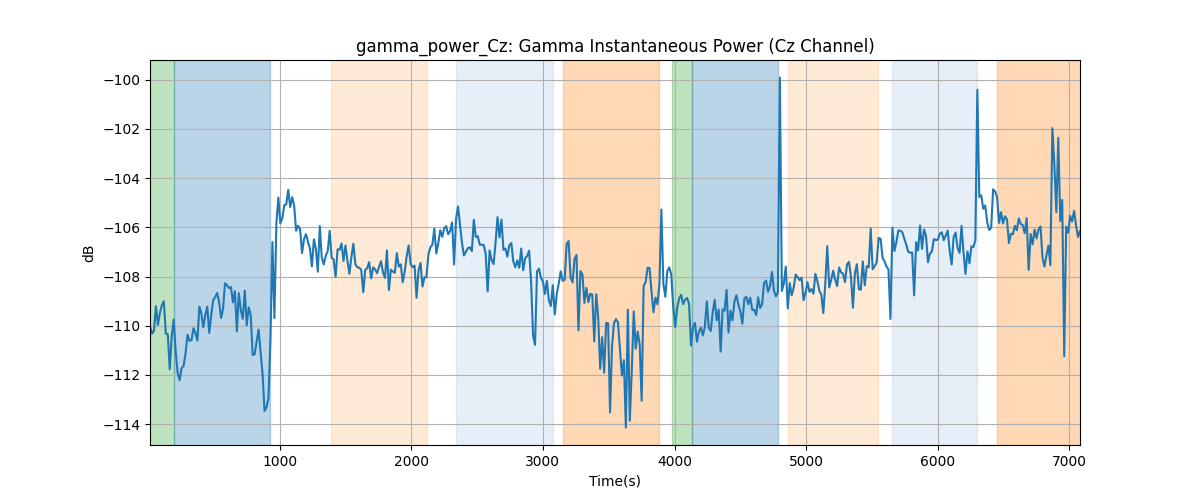 gamma_power_Cz: Gamma Instantaneous Power (Cz Channel)
dB
−100
−102
−104
−106
−108
−110
−112
−114
1000 2000 3000 4000 5000 6000 7000
Time(s)